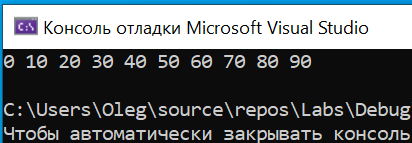 Консоль отладки Microsoft Visual Studio
0 10 20 30 40 50 60 70 80 90
C:\Users\Oleg\source\repos\Labs\Debug
Чтобы автоматически закрывать консоль